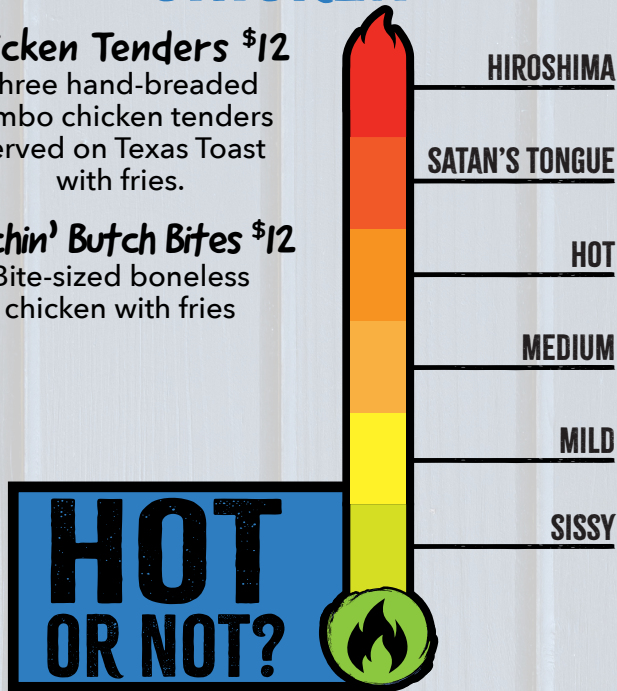 cken Tenders $12
hree hand-breaded
mbo chicken tenders
erved on Texas Toast
with fries.
chin' Butch Bites $12
Bite-sized boneless
chicken with fries
HIROSHIMA
SATAN'S TONGUE
HOT
MEDIUM
MILD
SISSY
HOT
OR NOT?